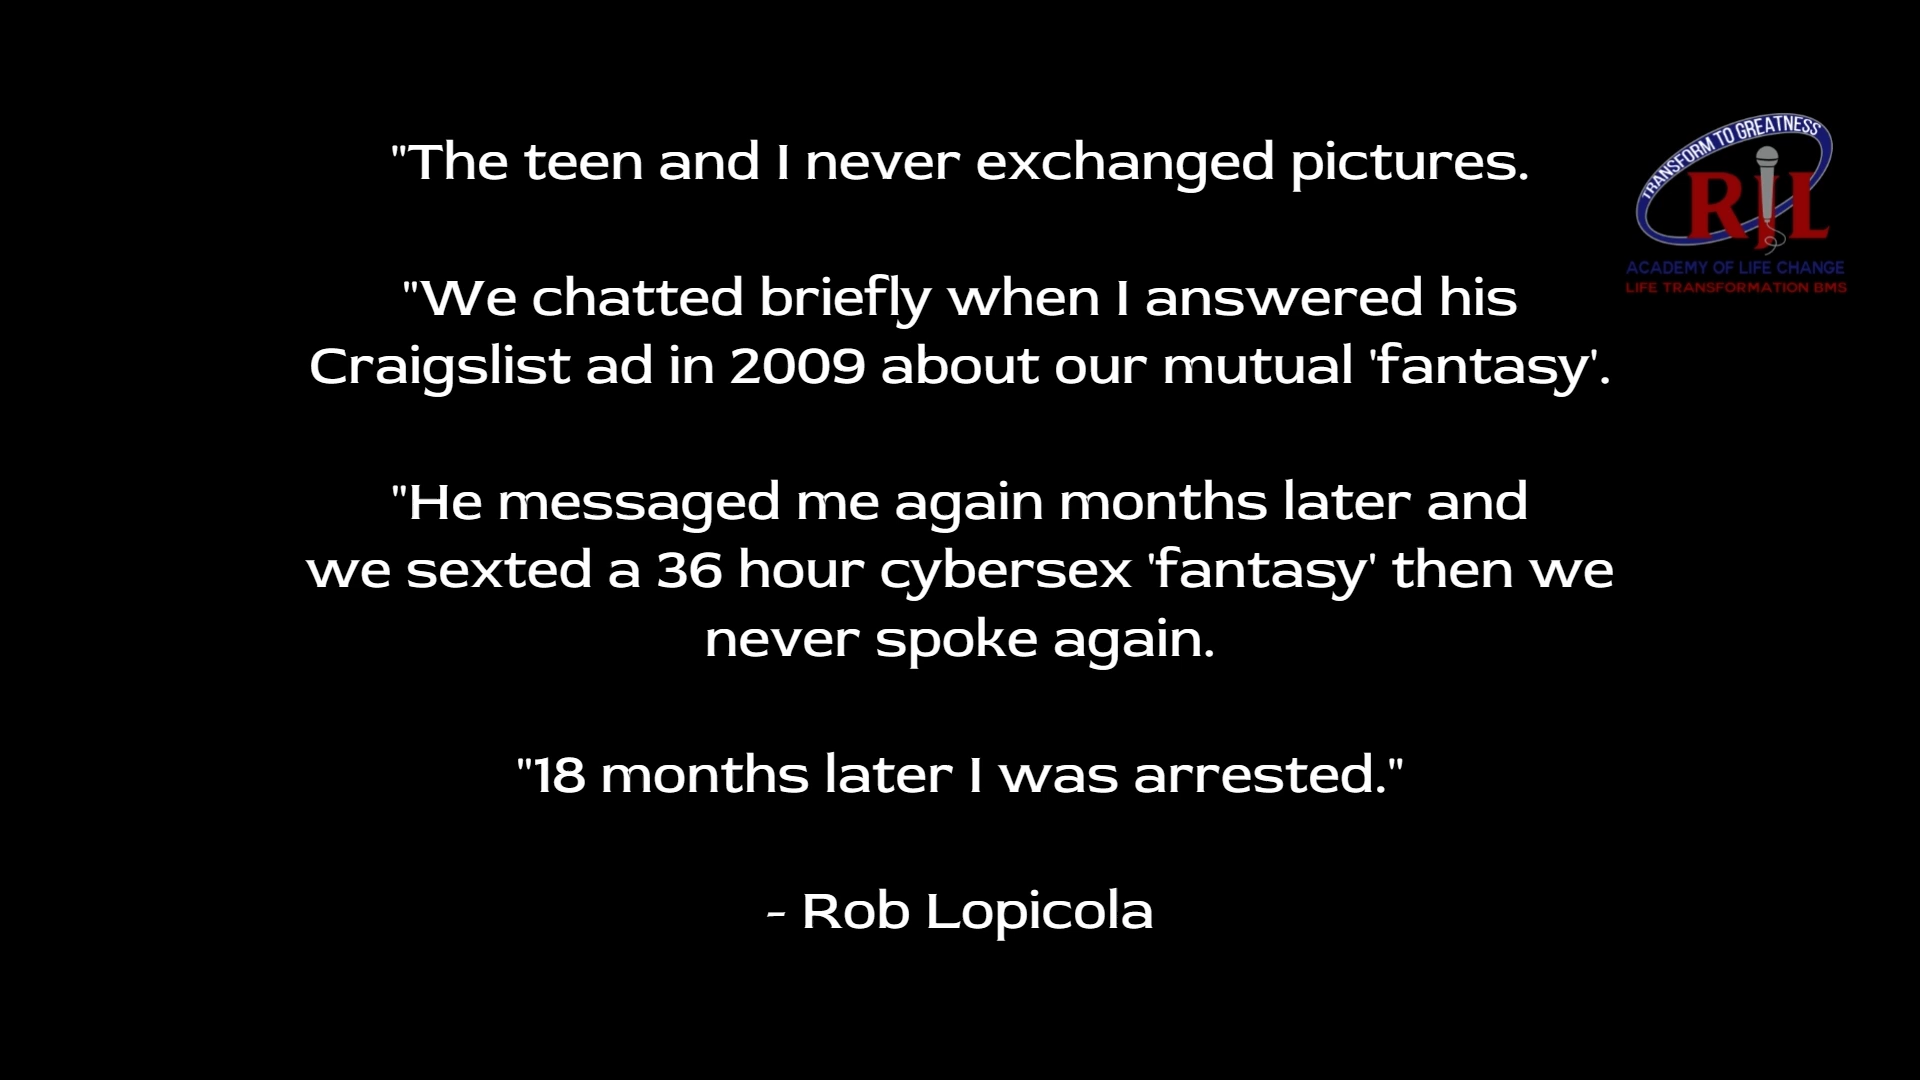 "The teen and I never exchanged pictures.
"We chatted briefly when I answered his
Craigslist ad in 2009 about our mutual 'fantasy'.
"He messaged me again months later and
we sexted a 36 hour cybersex 'fantasy' then we
never spoke again.
"18 months later I was arrested."
- Rob Lopicola
TRANSFORM TO GREATNESS
RJL
ACADEMY OF LIFE CHANGE
LIFE TRANSFORMATION BMS